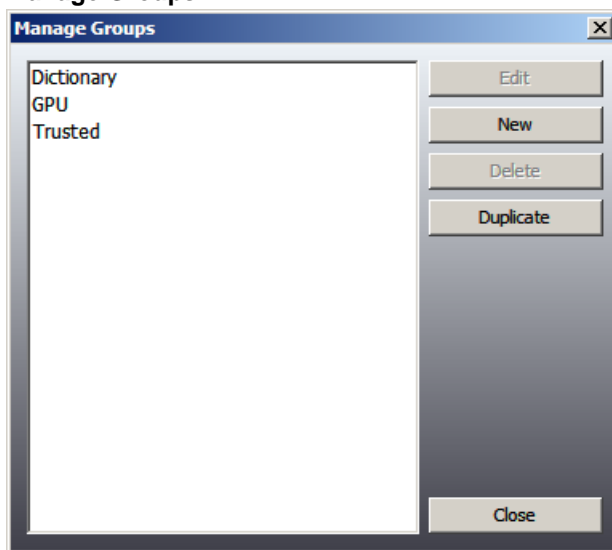 Manage Groups
Dictionary
GPU
Trusted
Edit
New
Delete
Duplicate
Close